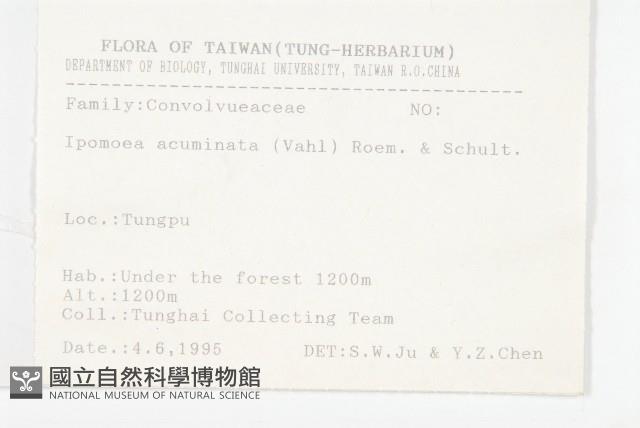 FLORA OF TAIWAN(TUNG-HERBARIUM)
DEPARTMENT OF BIOLOGY, TUNGHAI UNIVERSITY, TAIWAN R.O.CHINA
Family:Convolvueaceae NO:
Ipomoea acuminata (Vahl) Roem. & Schult.
Loc.:Tungpu
Hab.:Under the forest 1200m
Alt.:1200m
Coll.:Tunghai Collecting Team
Date.:4.6,1995 DET:S.W.Ju & Y.Z.Chen
國立自然科學博物館
NATIONAL MUSEUM OF NATURAL SCIENCE